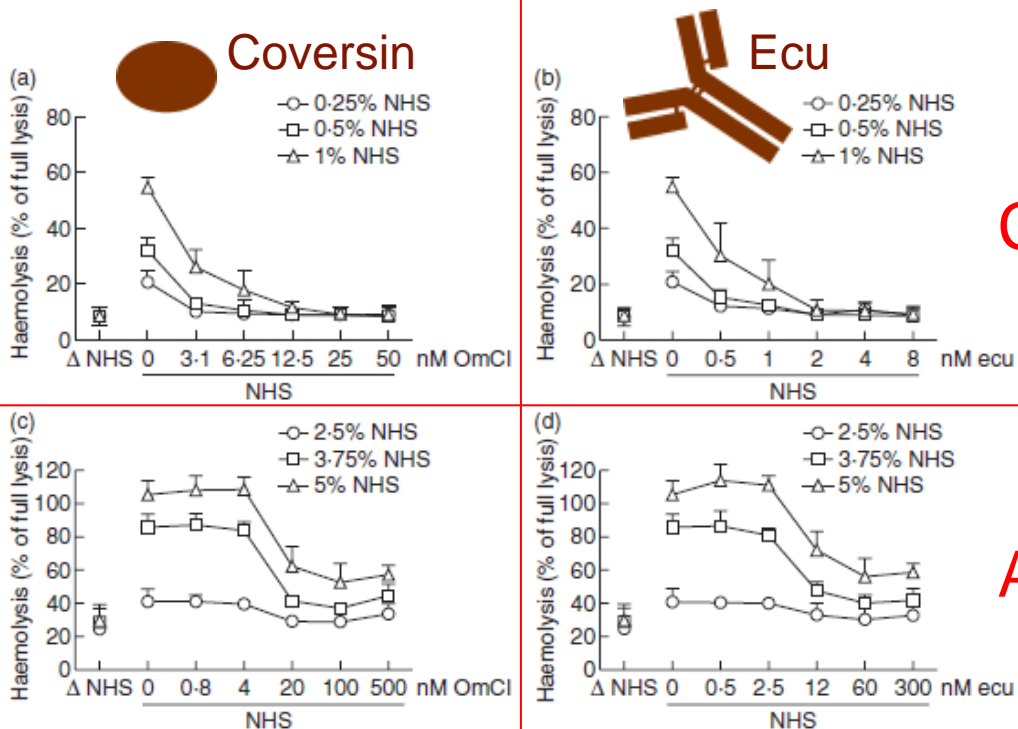 Coversin
(a)
0·25% NHS
0·5% NHS
1% NHS
Haemolysis (% of full lysis)
80
60
40
20
0
Δ NHS 0 3·1 6·25 12·5 25 50 nM OmCI
NHS
Ecu
(b)
0·25% NHS
0·5% NHS
1% NHS
Haemolysis (% of full lysis)
80
60
40
20
0
Δ NHS 0 0·5 1 2 4 8 nM ecu
NHS
(c)
2·5% NHS
3·75% NHS
5% NHS
Haemolysis (% of full lysis)
120
100
80
60
40
20
0
Δ NHS 0 0·8 4 20 100 500 nM OmCI
NHS
(d)
2·5% NHS
3·75% NHS
5% NHS
Haemolysis (% of full lysis)
120
100
80
60
40
20
0
Δ NHS 0 0·5 2·5 12 60 300 nM ecu
NHS